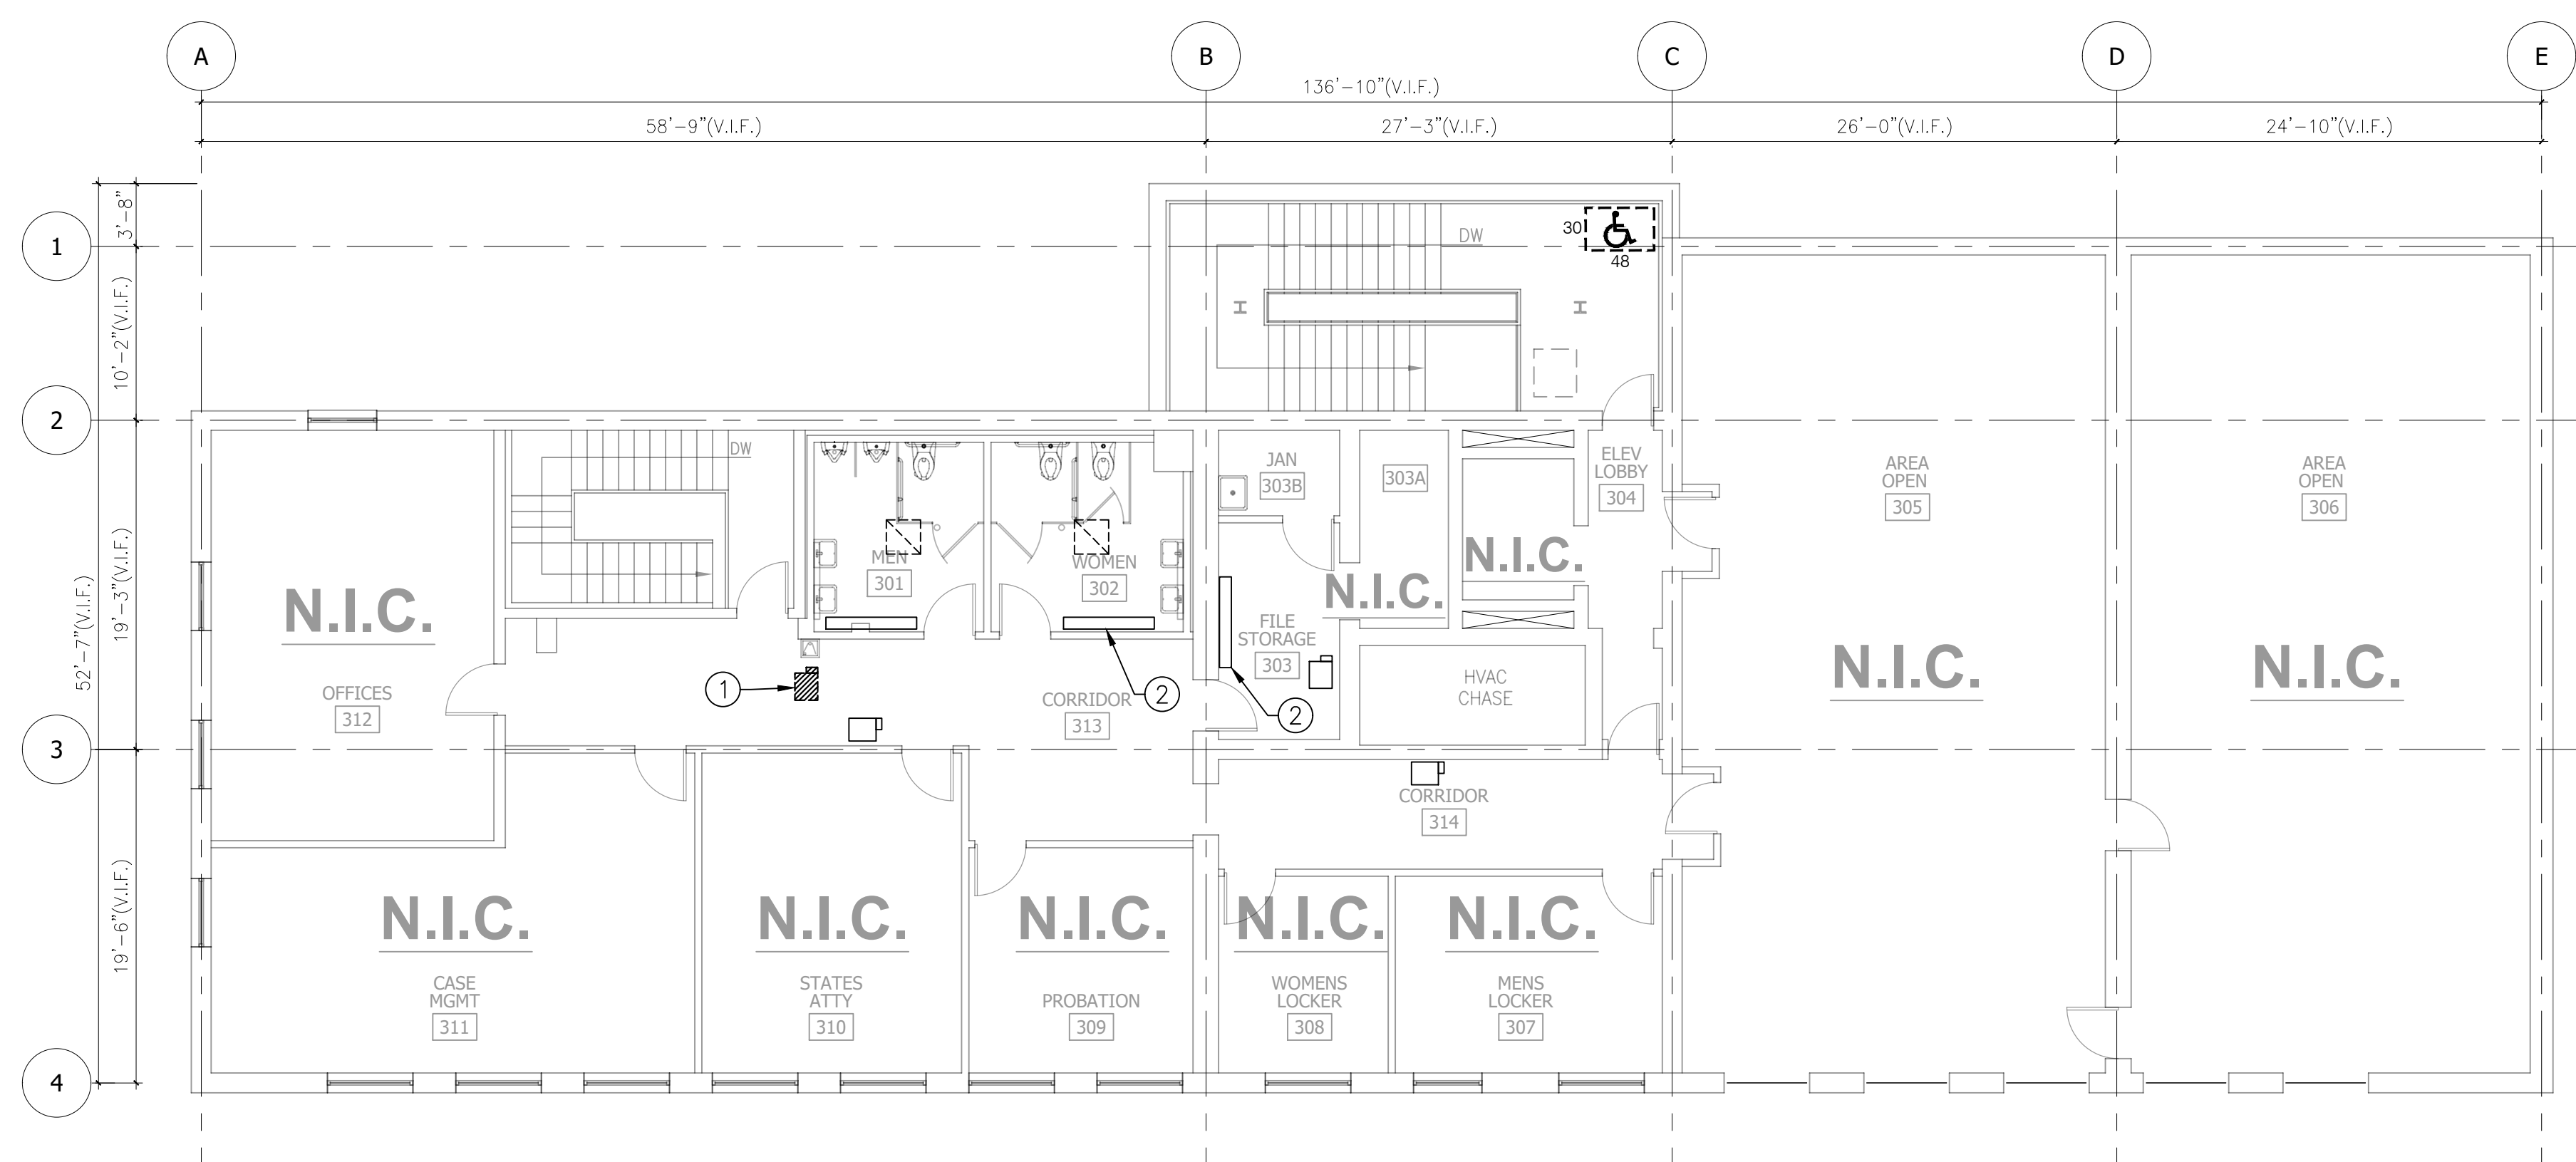 A
B
C
D
E
136'-10"(V.I.F.)
58'-9"(V.I.F.)
27'-3"(V.I.F.)
26'-0"(V.I.F.)
24'-10"(V.I.F.)
1
2
3
4
3'-8"
10'-2"(V.I.F.)
19'-3"(V.I.F.)
52'-7"(V.I.F.)
19'-6"(V.I.F.)
DW
30
48
H
H
DW
JAN
303B
303A
ELEV
LOBBY
304
AREA
OPEN
305
AREA
OPEN
306
MEN
301
WOMEN
302
N.I.C.
N.I.C.
N.I.C.
OFFICES
312
FILE
STORAGE
303
HVAC
CHASE
N.I.C.
N.I.C.
1
2
2
CORRIDOR
313
CORRIDOR
314
N.I.C.
CASE
MGMT
311
N.I.C.
STATES
ATTY
310
N.I.C.
PROBATION
309
N.I.C.
WOMENS
LOCKER
308
N.I.C.
MENS
LOCKER
307